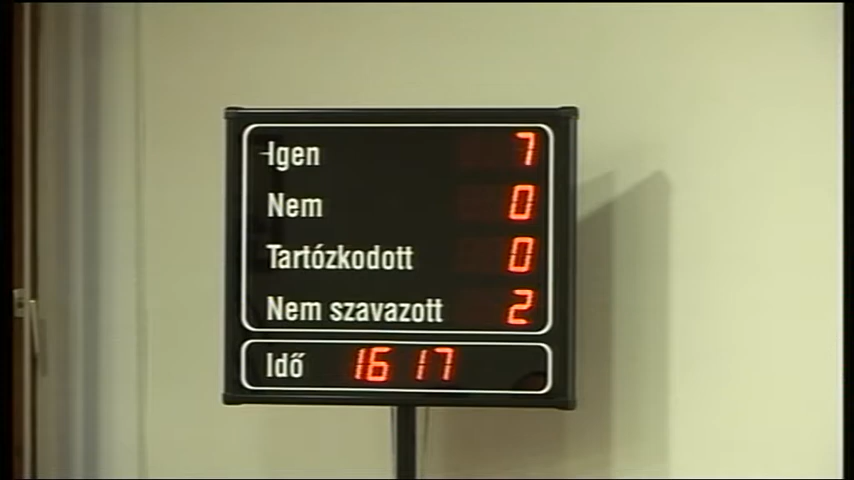 Igen 7
Nem 0
Tartózkodott 0
Nem szavazott 2
Idő 16 17